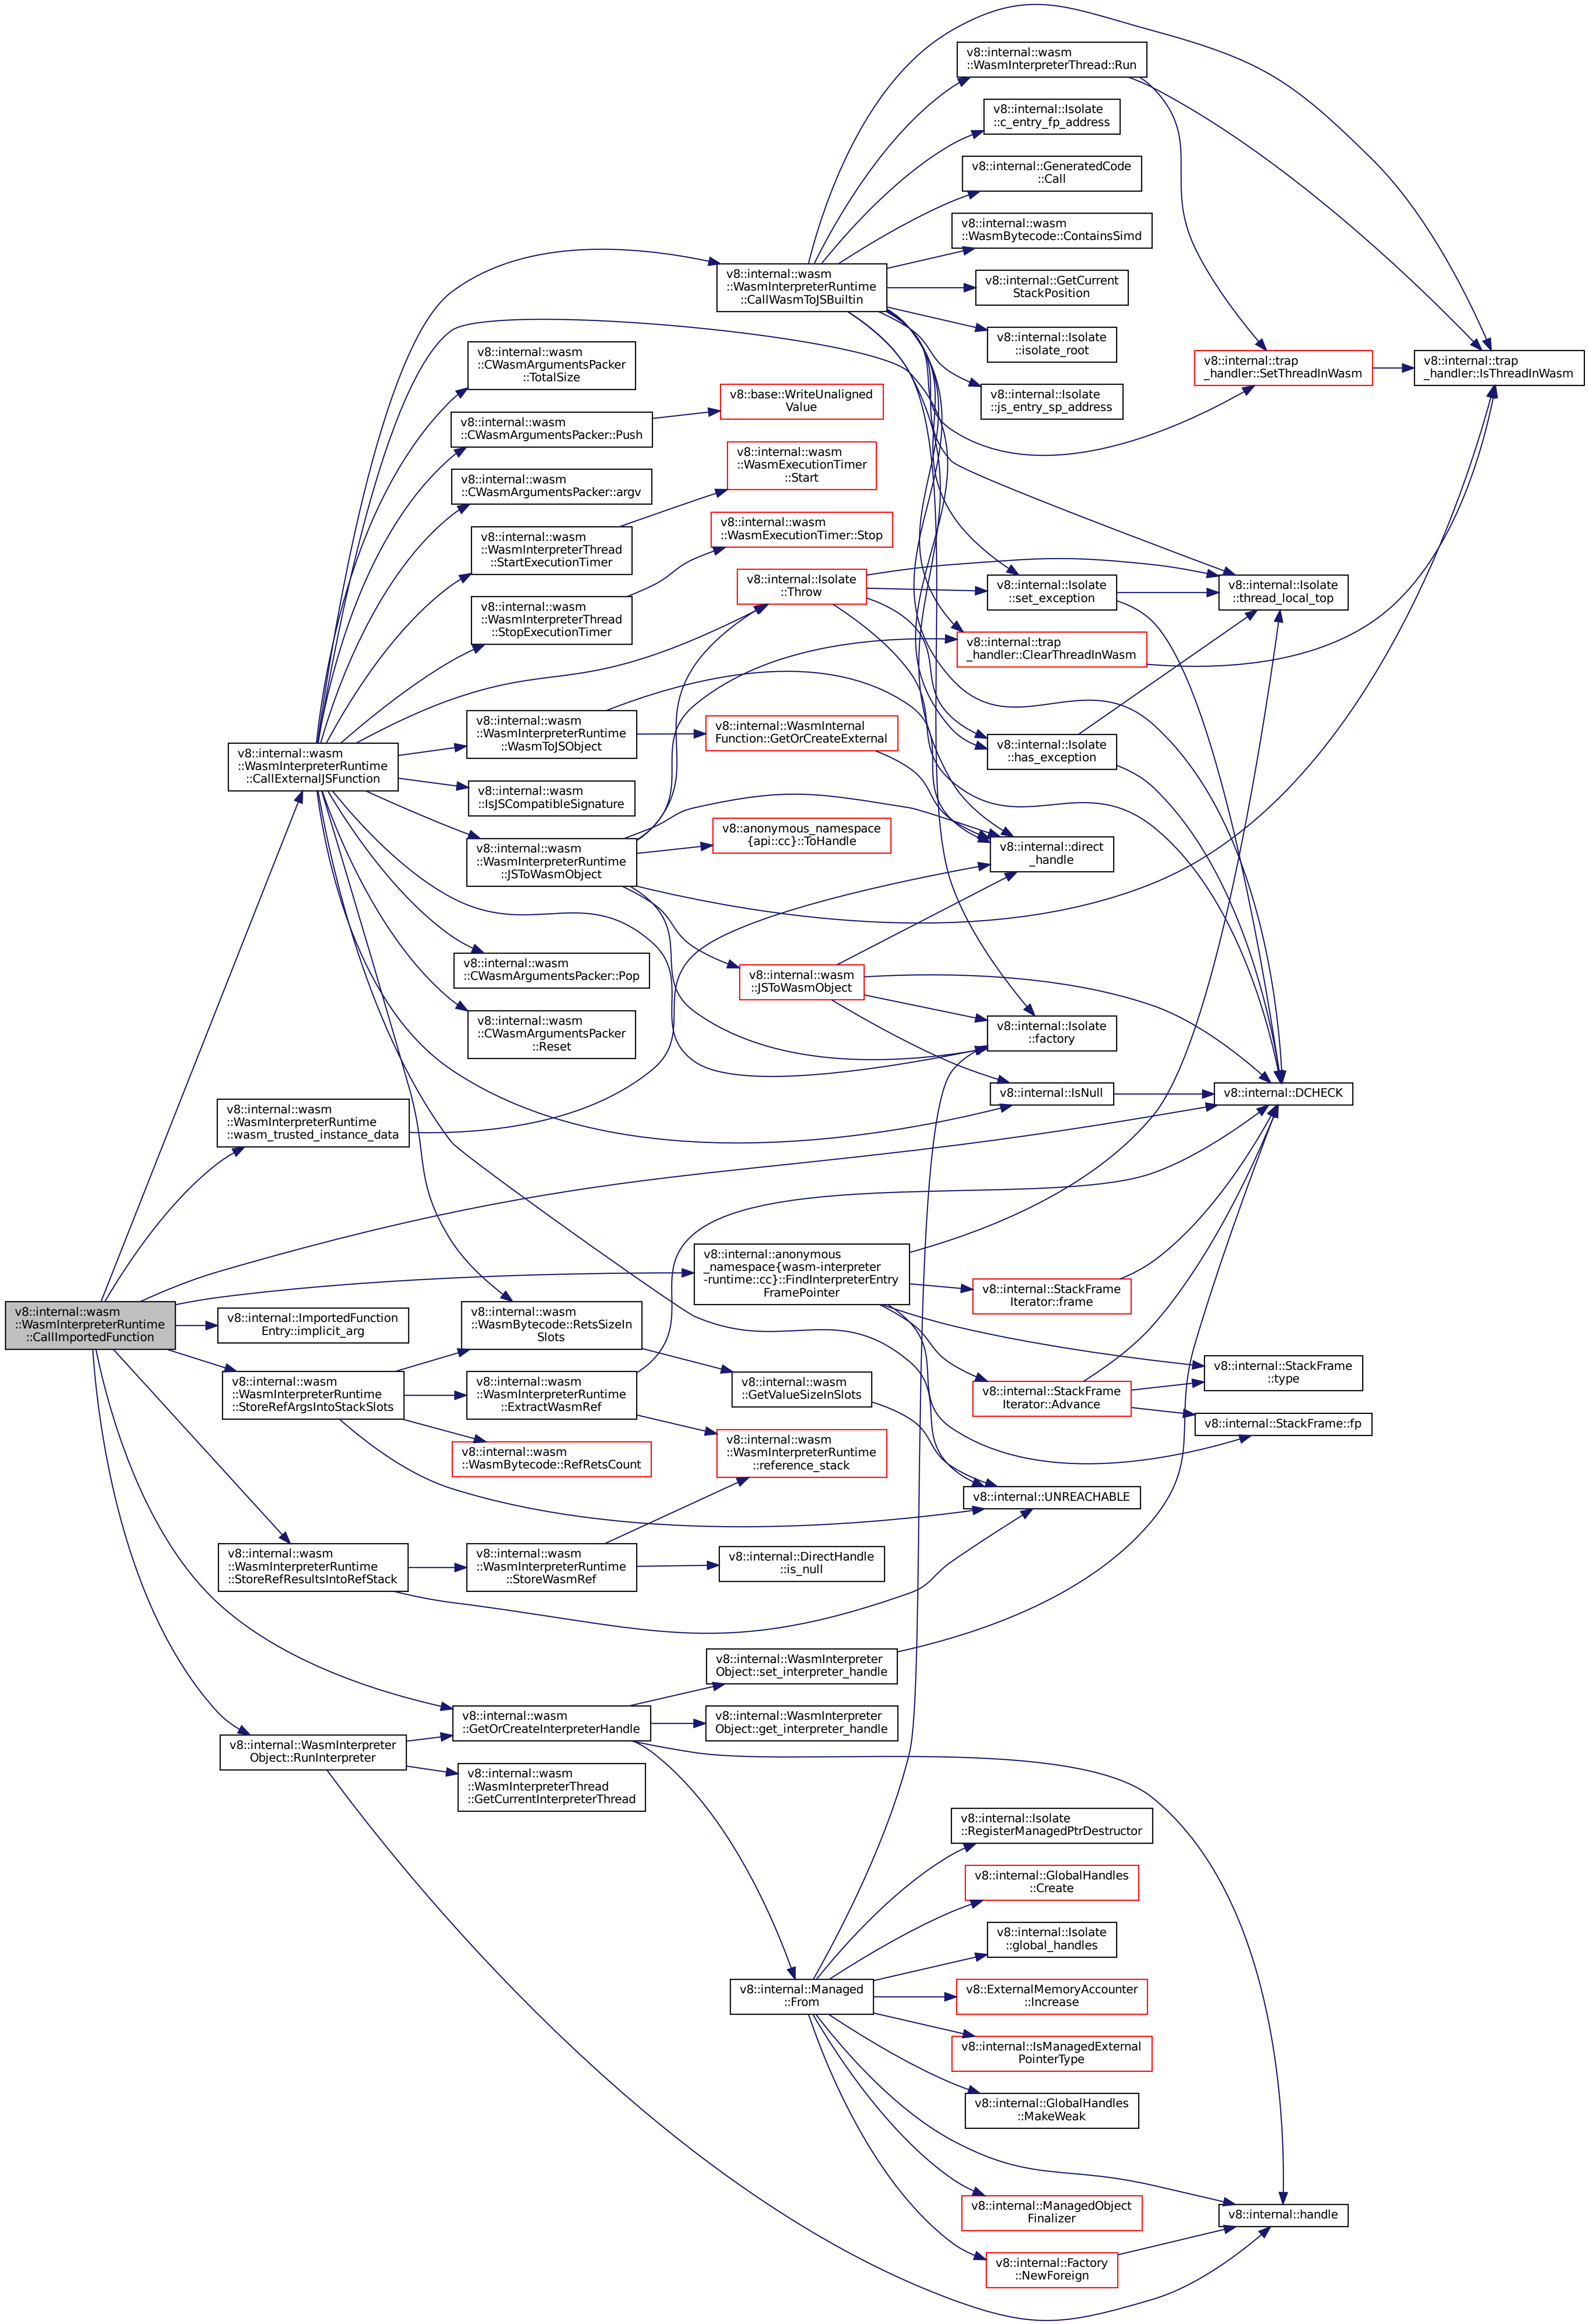 v8::internal::wasm
::WasmInterpreterRuntime
::CallImportedFunction
v8::internal::wasm
::WasmInterpreterRuntime
::CallExternalJSFunction
v8::internal::wasm
::WasmInterpreterRuntime
::wasm_trusted_instance_data
v8::internal::ImportedFunction
Entry::implicit_arg
v8::internal::wasm
::WasmInterpreterRuntime
::StoreRefArgsIntoStackSlots
v8::internal::wasm
::WasmInterpreterRuntime
::StoreRefResultsIntoRefStack
v8::internal::WasmInterpreter
Object::RunInterpreter
v8::internal::wasm
::CWasmArgumentsPacker
::TotalSize
v8::internal::wasm
::CWasmArgumentsPacker::Push
v8::internal::wasm
::CWasmArgumentsPacker::argv
v8::internal::wasm
::WasmInterpreterThread
::StartExecutionTimer
v8::internal::wasm
::WasmInterpreterThread
::StopExecutionTimer
v8::internal::wasm
::WasmInterpreterRuntime
::WasmToJSObject
v8::internal::wasm
::IsJSCompatibleSignature
v8::internal::wasm
::WasmInterpreterRuntime
::JSToWasmObject
v8::internal::wasm
::CWasmArgumentsPacker::Pop
v8::internal::wasm
::CWasmArgumentsPacker
::Reset
v8::internal::wasm
::WasmBytecode::RetsSizeIn
Slots
v8::internal::wasm
::WasmInterpreterRuntime
::ExtractWasmRef
v8::internal::wasm
::WasmBytecode::RefRetsCount
v8::internal::wasm
::WasmInterpreterRuntime
::StoreWasmRef
v8::internal::wasm
::GetOrCreateInterpreterHandle
v8::internal::wasm
::WasmInterpreterThread
::GetCurrentInterpreterThread
v8::internal::wasm
::WasmInterpreterRuntime
::CallWasmToJSBuiltin
v8::base::WriteUnaligned
Value
v8::internal::wasm
::WasmExecutionTimer
::Start
v8::internal::wasm
::WasmExecutionTimer::Stop
v8::internal::Isolate
::Throw
v8::internal::WasmInternal
Function::GetOrCreateExternal
v8::anonymous_namespace
{api::cc}::ToHandle
v8::internal::wasm
::JSToWasmObject
v8::internal::anonymous
_namespace{wasm-interpreter
-runtime::cc}::FindInterpreterEntry
FramePointer
v8::internal::wasm
::GetValueSizeInSlots
v8::internal::wasm
::WasmInterpreterRuntime
::reference_stack
v8::internal::DirectHandle
::is_null
v8::internal::WasmInterpreter
Object::set_interpreter_handle
v8::internal::WasmInterpreter
Object::get_interpreter_handle
v8::internal::Managed
::From
v8::internal::wasm
::WasmInterpreterThread::Run
v8::internal::Isolate
::c_entry_fp_address
v8::internal::GeneratedCode
::Call
v8::internal::wasm
::WasmBytecode::ContainsSimd
v8::internal::GetCurrent
StackPosition
v8::internal::Isolate
::isolate_root
v8::internal::Isolate
::js_entry_sp_address
v8::internal::Isolate
::set_exception
v8::internal::trap
_handler::ClearThreadInWasm
v8::internal::Isolate
::has_exception
v8::internal::direct
_handle
v8::internal::Isolate
::factory
v8::internal::IsNull
v8::internal::StackFrame
Iterator::frame
v8::internal::StackFrame
Iterator::Advance
v8::internal::UNREACHABLE
v8::internal::Isolate
::RegisterManagedPtrDestructor
v8::internal::GlobalHandles
::Create
v8::internal::Isolate
::global_handles
v8::ExternalMemoryAccounter
::Increase
v8::internal::IsManagedExternal
PointerType
v8::internal::GlobalHandles
::MakeWeak
v8::internal::ManagedObject
Finalizer
v8::internal::Factory
::NewForeign
v8::internal::trap
_handler::SetThreadInWasm
v8::internal::Isolate
::thread_local_top
v8::internal::DCHECK
v8::internal::StackFrame
::type
v8::internal::StackFrame::fp
v8::internal::handle
v8::internal::trap
_handler::IsThreadInWasm